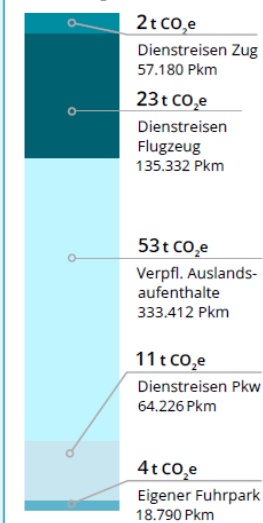 2 t CO₂e
Dienstreisen Zug
57.180 Pkm
23 t CO₂e
Dienstreisen
Flugzeug
135.332 Pkm
53 t CO₂e
Verpfl. Auslands-
aufenthalte
333.412 Pkm
11 t CO₂e
Dienstreisen Pkw
64.226 Pkm
4 t CO₂e
Eigener Fuhrpark
18.790 Pkm